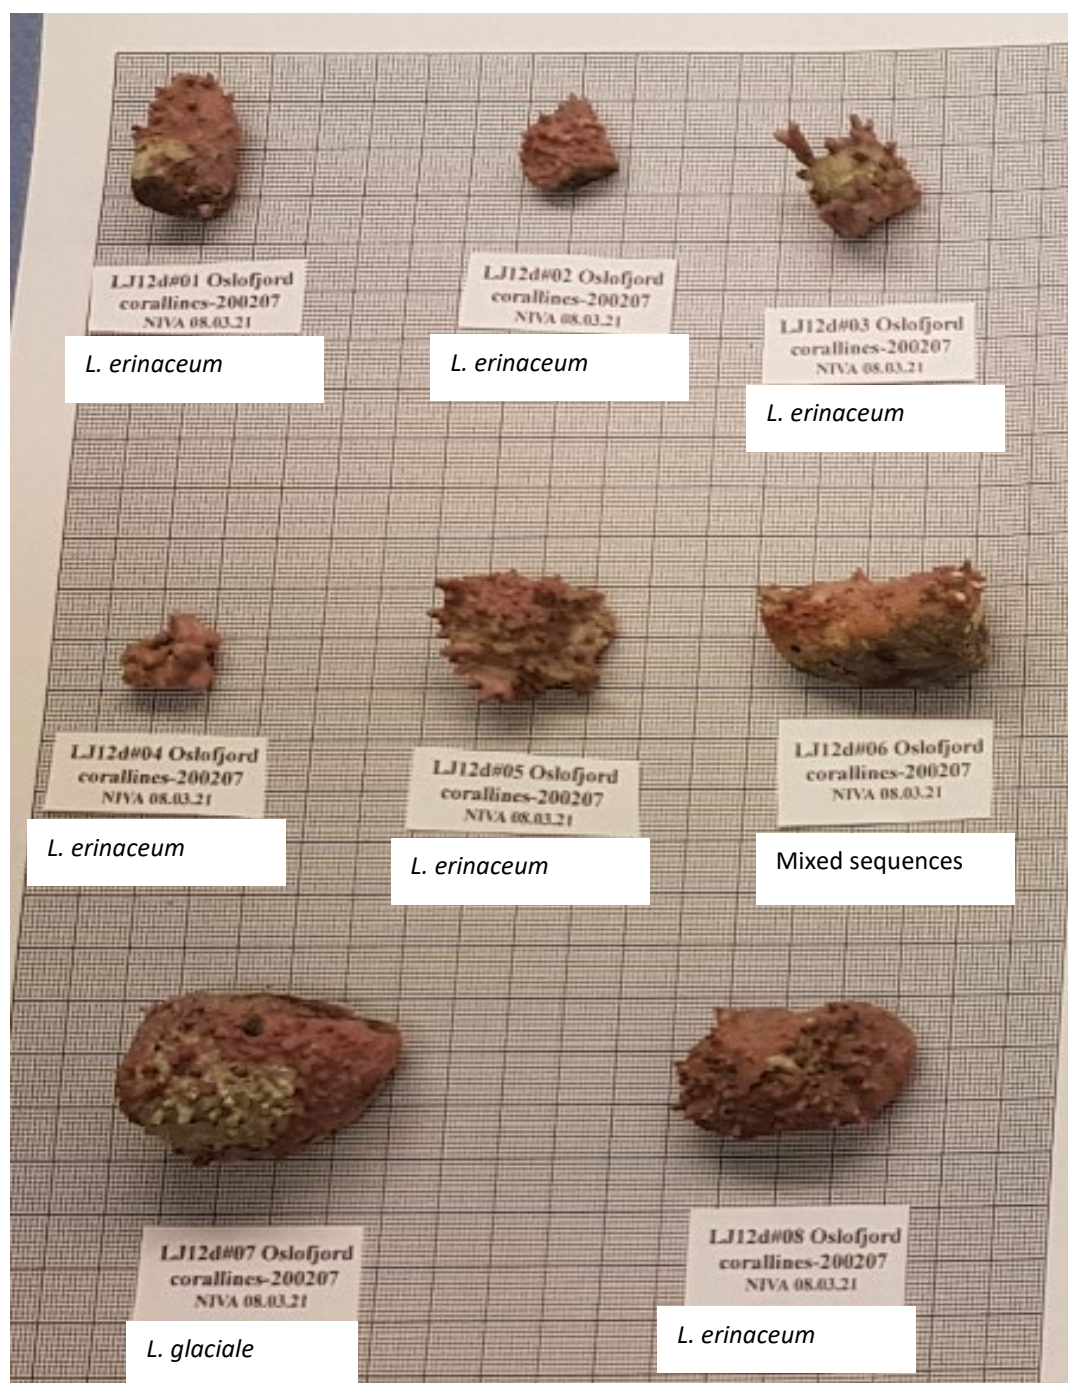 LJ12d#01 Oslofjord
corallines-200207
NIVA 08.03.21
L. erinaceum
LJ12d#02 Oslofjord
corallines-200207
NIVA 08.03.21
L. erinaceum
LJ12d#03 Oslofjord
corallines-200207
NIVA 08.03.21
L. erinaceum
LJ12d#04 Oslofjord
corallines-200207
NIVA 08.03.21
L. erinaceum
LJ12d#05 Oslofjord
corallines-200207
NIVA 08.03.21
L. erinaceum
LJ12d#06 Oslofjord
corallines-200207
NIVA 08.03.21
Mixed sequences
LJ12d#07 Oslofjord
corallines-200207
NIVA 08.03.21
L. glaciale
LJ12d#08 Oslofjord
corallines-200207
NIVA 08.03.21
L. erinaceum